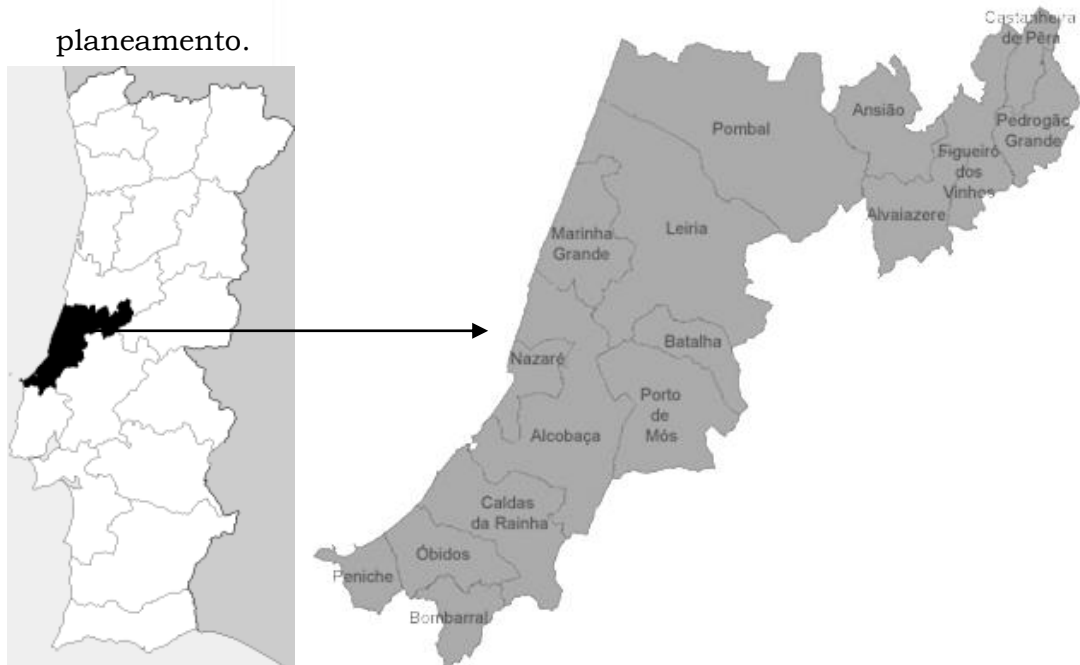 planeamento.
Castanheira
de Pêra
Ansião
Pombal
Pedrogão
Grande
Figueiró
dos
Vinhos
Alvaiazere
Leiria
Marinha
Grande
Batalha
Nazaré
Porto
de
Mós
Alcobaça
Caldas
da Rainha
Óbidos
Peniche
Bombarral